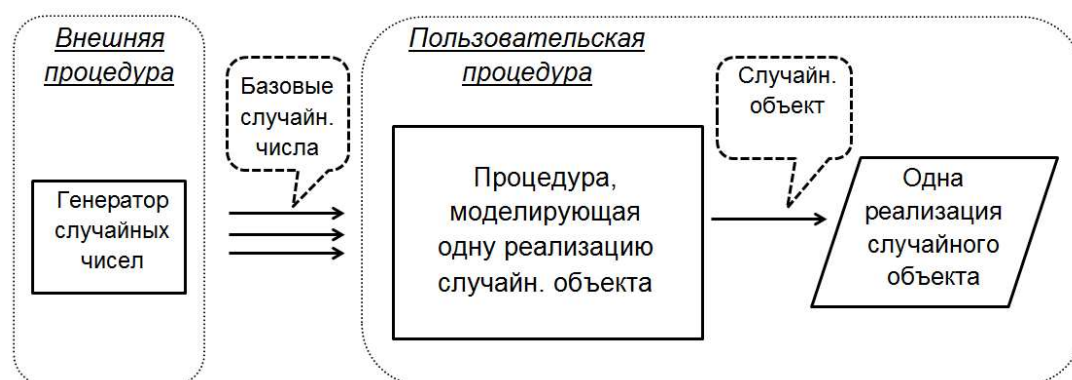 Внешняя
процедура
Генератор
случайных
чисел
Базовые
случайн.
числа
Пользовательская
процедура
Процедура,
моделирующая
одну реализацию
случайн. объекта
Случайн.
объект
Одна
реализация
случайного
объекта